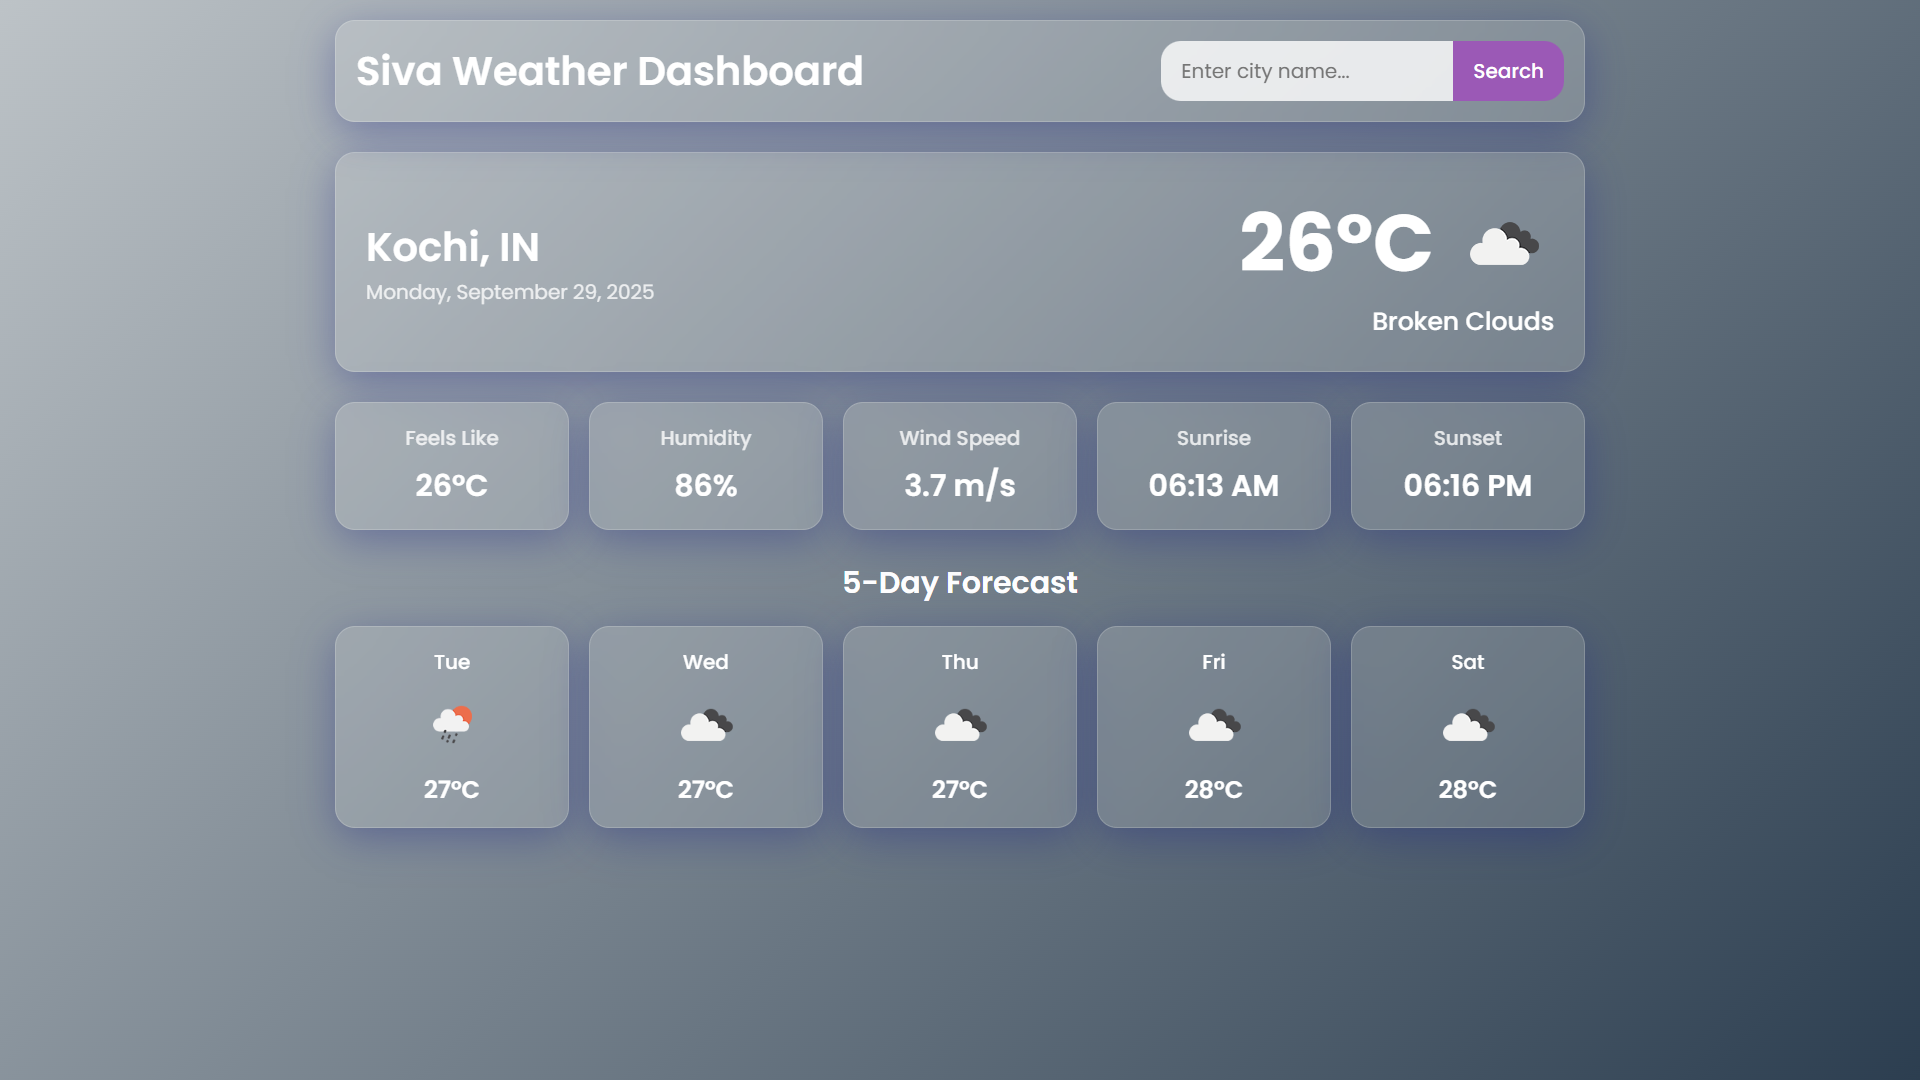 Siva Weather Dashboard
Enter city name...
Search
Kochi, IN
Monday, September 29, 2025
26°C
Broken Clouds
Feels Like
26°C
Humidity
86%
Wind Speed
3.7 m/s
Sunrise
06:13 AM
Sunset
06:16 PM
5-Day Forecast
Tue
27°C
Wed
27°C
Thu
27°C
Fri
28°C
Sat
28°C